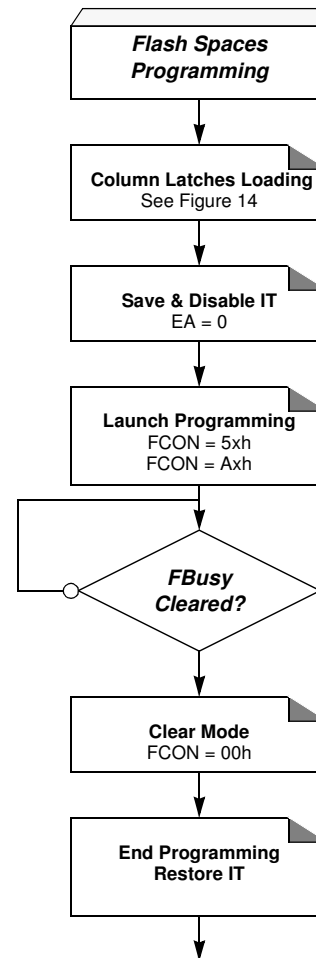 Flash Spaces
Programming
Column Latches Loading
See Figure 14
Save & Disable IT
EA = 0
Launch Programming
FCON = 5xh
FCON = Axh
FBusy
Cleared?
Clear Mode
FCON = 00h
End Programming
Restore IT